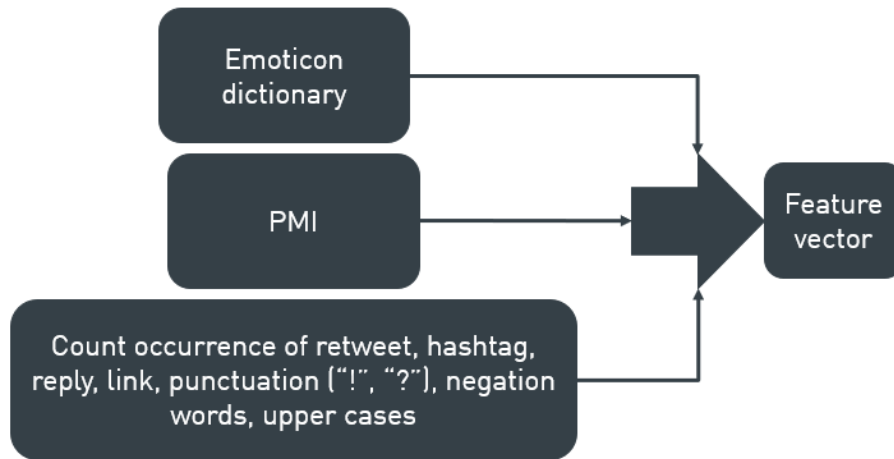 Emoticon
dictionary
PMI
Feature
vector
Count occurrence of retweet, hashtag,
reply, link, punctuation (“!”, “?”), negation
words, upper cases